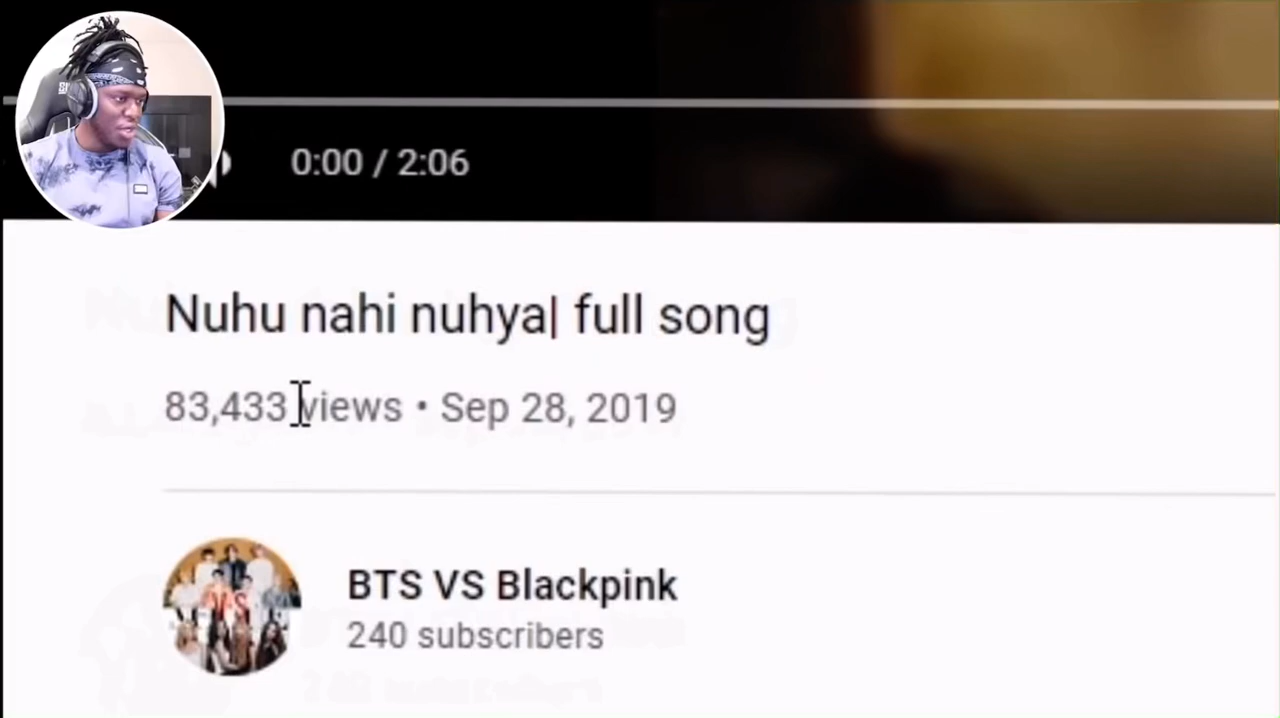 0:00 / 2:06
Nuhu nahi nuhya| full song
83,433 views • Sep 28, 2019
BTS VS Blackpink
240 subscribers